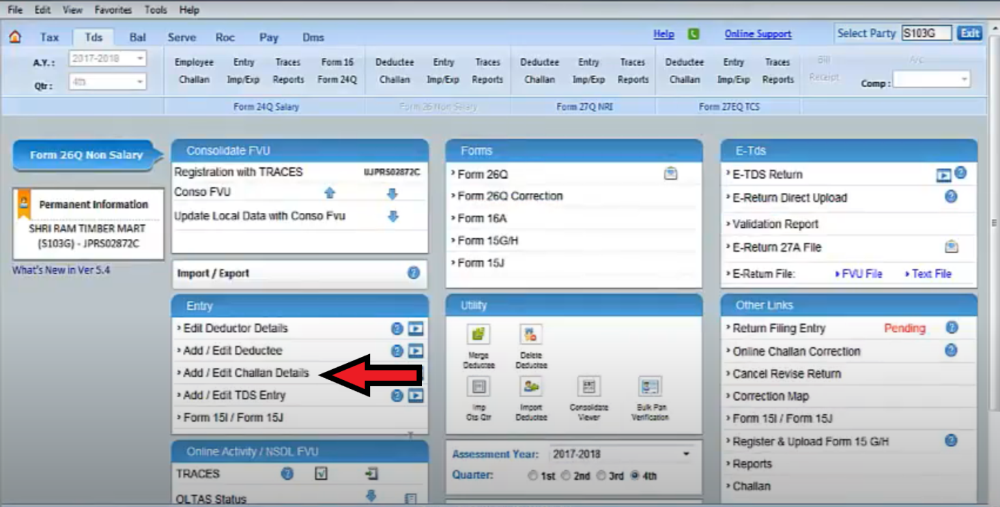 File Edit View Favorites Tools Help
Tax Tds Bal Serve Roc Pay Dms Help Online Support Select Party S103G Exit
A.Y.: 2017-2018 Employee Entry Traces Form 16 Deductee Entry Traces Deductee Entry Traces Deductee Entry Traces Bill A/C
Qtr: 4th Challan Imp/Exp Reports Form 24Q Challan Imp/Exp Reports Challan Imp/Exp Reports Challan Imp/Exp Reports Receipt Comp:
Form 24Q Salary Form 26 Non Salary Form 27Q NRI Form 27EQ TCS
Form 26Q Non Salary
Permanent Information
SHRI RAM TIMBER MART
(S103G) - JPRS02872C
What's New in Ver 5.4
Consolidate FVU
Registration with TRACES UJPRS02872C
Conso FVU
Update Local Data with Conso Fvu
Import / Export
Entry
Edit Deductor Details
Add / Edit Deductee
Add / Edit Challan Details
Add / Edit TDS Entry
Form 15I / Form 15J
Online Activity / NSDL FVU
TRACES
OLTAS Status
Forms
Form 26Q
Form 26Q Correction
Form 16A
Form 15G/H
Form 15J
Utility
Merge Deductee
Delete Deductee
Imp Ots Qtr
Import Deductee
Consolidate Viewer
Bulk Pan Verification
Assessment Year: 2017-2018
Quarter: 1st 2nd 3rd 4th
E-Tds
E-TDS Return
E-Return Direct Upload
Validation Report
E-Return 27A File
E-Return File: FVU File Text File
Other Links
Return Filing Entry Pending
Online Challan Correction
Cancel Revise Return
Correction Map
Form 15I / Form 15J
Register & Upload Form 15 G/H
Reports
Challan